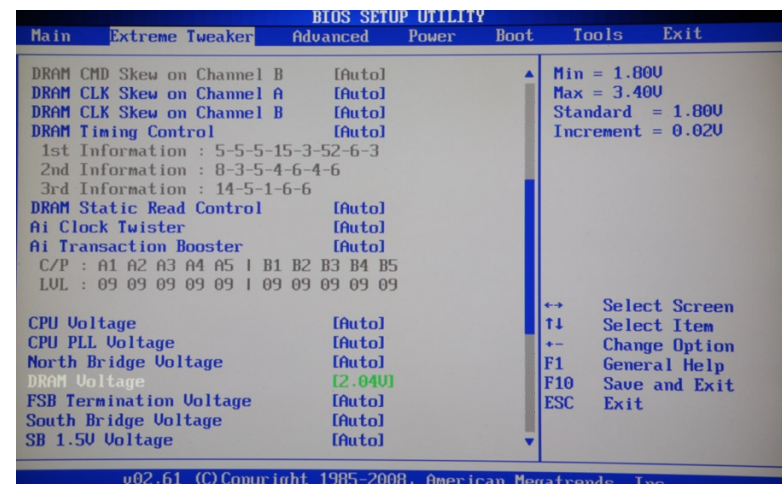 BIOS SETUP UTILITY
Main Extreme Tweaker Advanced Power Boot Tools Exit
DRAM CMD Skew on Channel B [Auto]
DRAM CLK Skew on Channel A [Auto]
DRAM CLK Skew on Channel B [Auto]
DRAM Timing Control [Auto]
1st Information : 5-5-5-15-3-52-6-3
2nd Information : 8-3-5-4-6-4-6
3rd Information : 14-5-1-6-6
DRAM Static Read Control [Auto]
Ai Clock Twister [Auto]
Ai Transaction Booster [Auto]
C/P : A1 A2 A3 A4 A5 | B1 B2 B3 B4 B5
LVL : 09 09 09 09 09 | 09 09 09 09 09
CPU Voltage [Auto]
CPU PLL Voltage [Auto]
North Bridge Voltage [Auto]
DRAM Voltage [2.04V]
FSB Termination Voltage [Auto]
South Bridge Voltage [Auto]
SB 1.5V Voltage [Auto]
Min = 1.80V
Max = 3.40V
Standard = 1.80V
Increment = 0.02V
↔ Select Screen
↑↓ Select Item
+- Change Option
F1 General Help
F10 Save and Exit
ESC Exit
v02.61 (C)Copyright 1985-2008, American Megatrends, Inc.